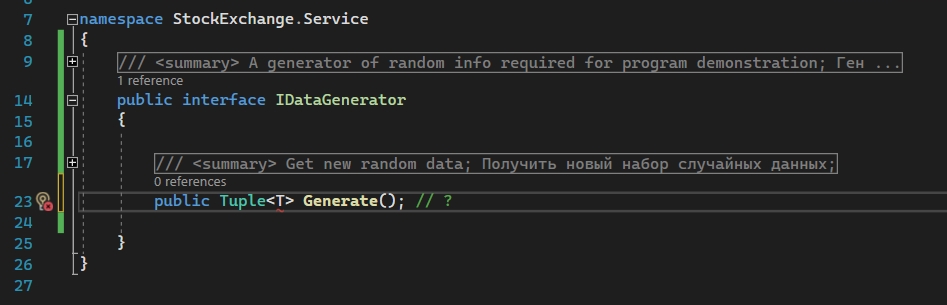 7 namespace StockExchange.Service
8 {
9 /// <summary> A generator of random info required for program demonstration; Ген ...
1 reference
14 public interface IDataGenerator
15 {
16
17 /// <summary> Get new random data; Получить новый набор случайных данных;
0 references
23 public Tuple<T> Generate(); // ?
24
25 }
26 }
27